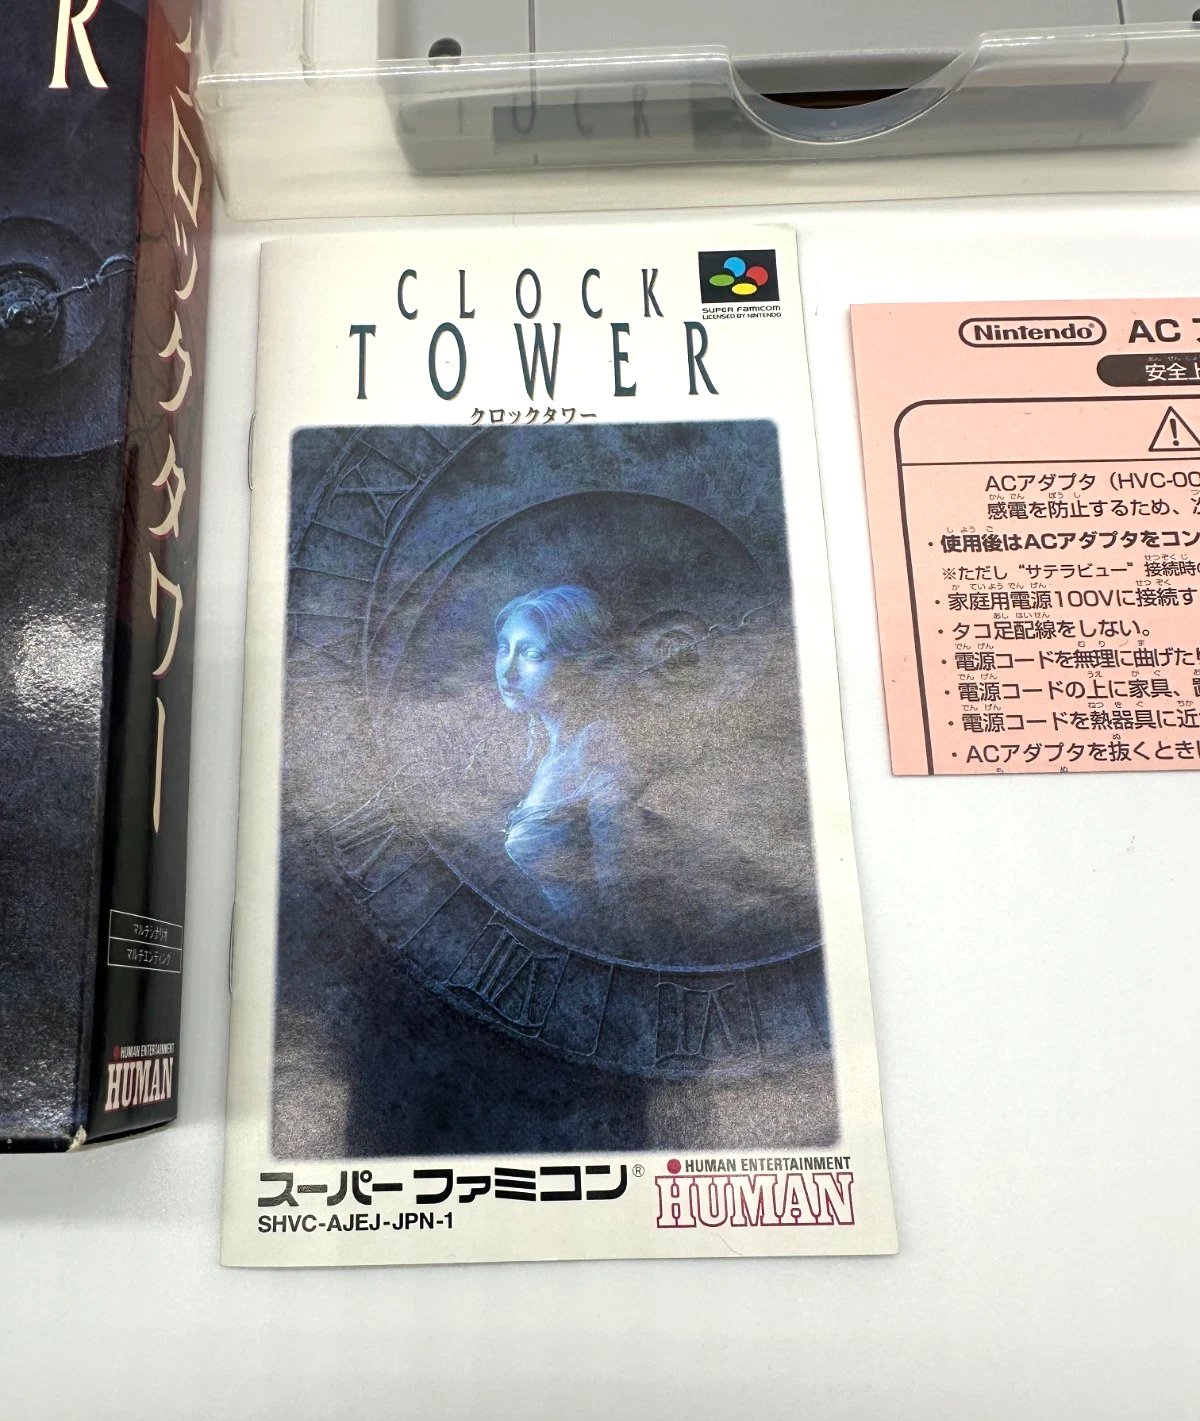 R
クロックタワー
マルチシナリオ
マルチエンディング
HUMAN ENTERTAINMENT
HUMAN
CLOCK
CLOCK
TOWER
クロックタワー
SUPER FAMICOM
LICENSED BY NINTENDO
スーパーファミコン®
SHVC-AJEJ-JPN-1
HUMAN ENTERTAINMENT
HUMAN
Nintendo® AC
安全上
ACアダプタ（HVC-00
感電を防止するため、
・使用後はACアダプタをコン
※ただし“サテラビュー”接続時
・家庭用電源100Vに接続す
・タコ足配線をしない。
・電源コードを無理に曲げた
・電源コードの上に家具、
・電源コードを熱器具に近
・ACアダプタを抜くとき